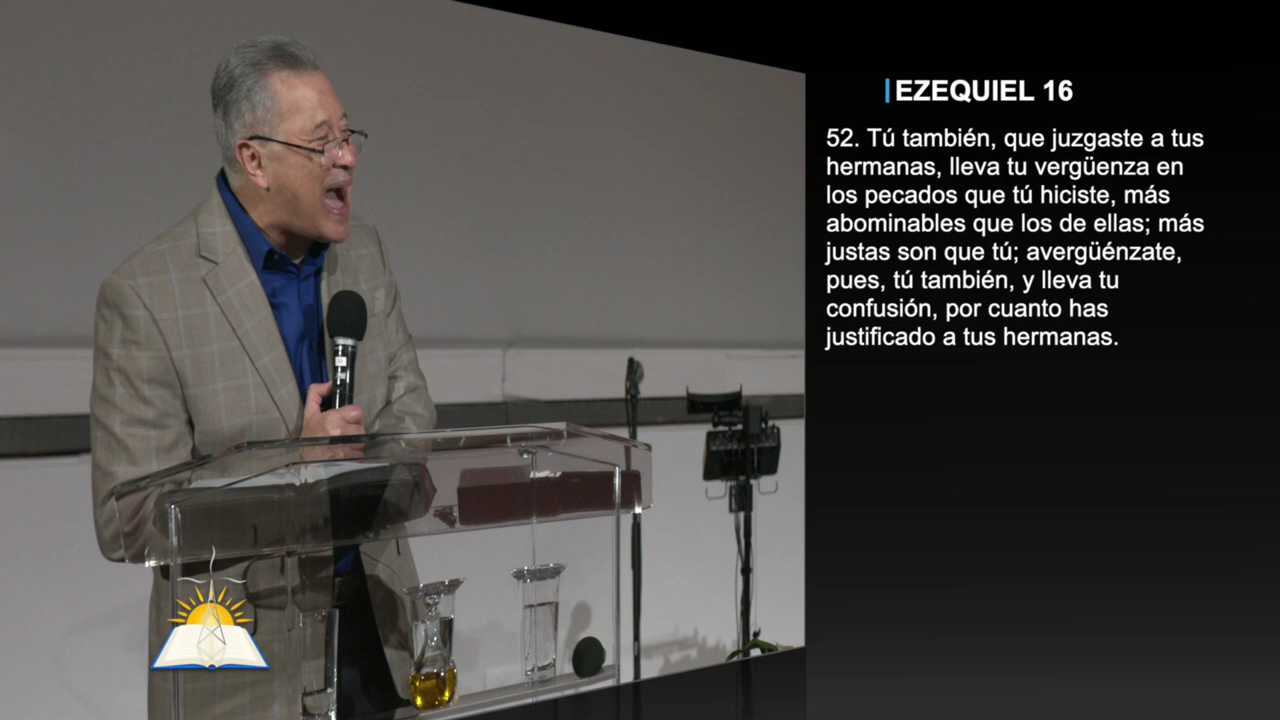 EZEQUIEL 16
52. Tú también, que juzgaste a tus
hermanas, lleva tu vergüenza en
los pecados que tú hiciste, más
abominables que los de ellas; más
justas son que tú; avergüénzate,
pues, tú también, y lleva tu
confusión, por cuanto has
justificado a tus hermanas.